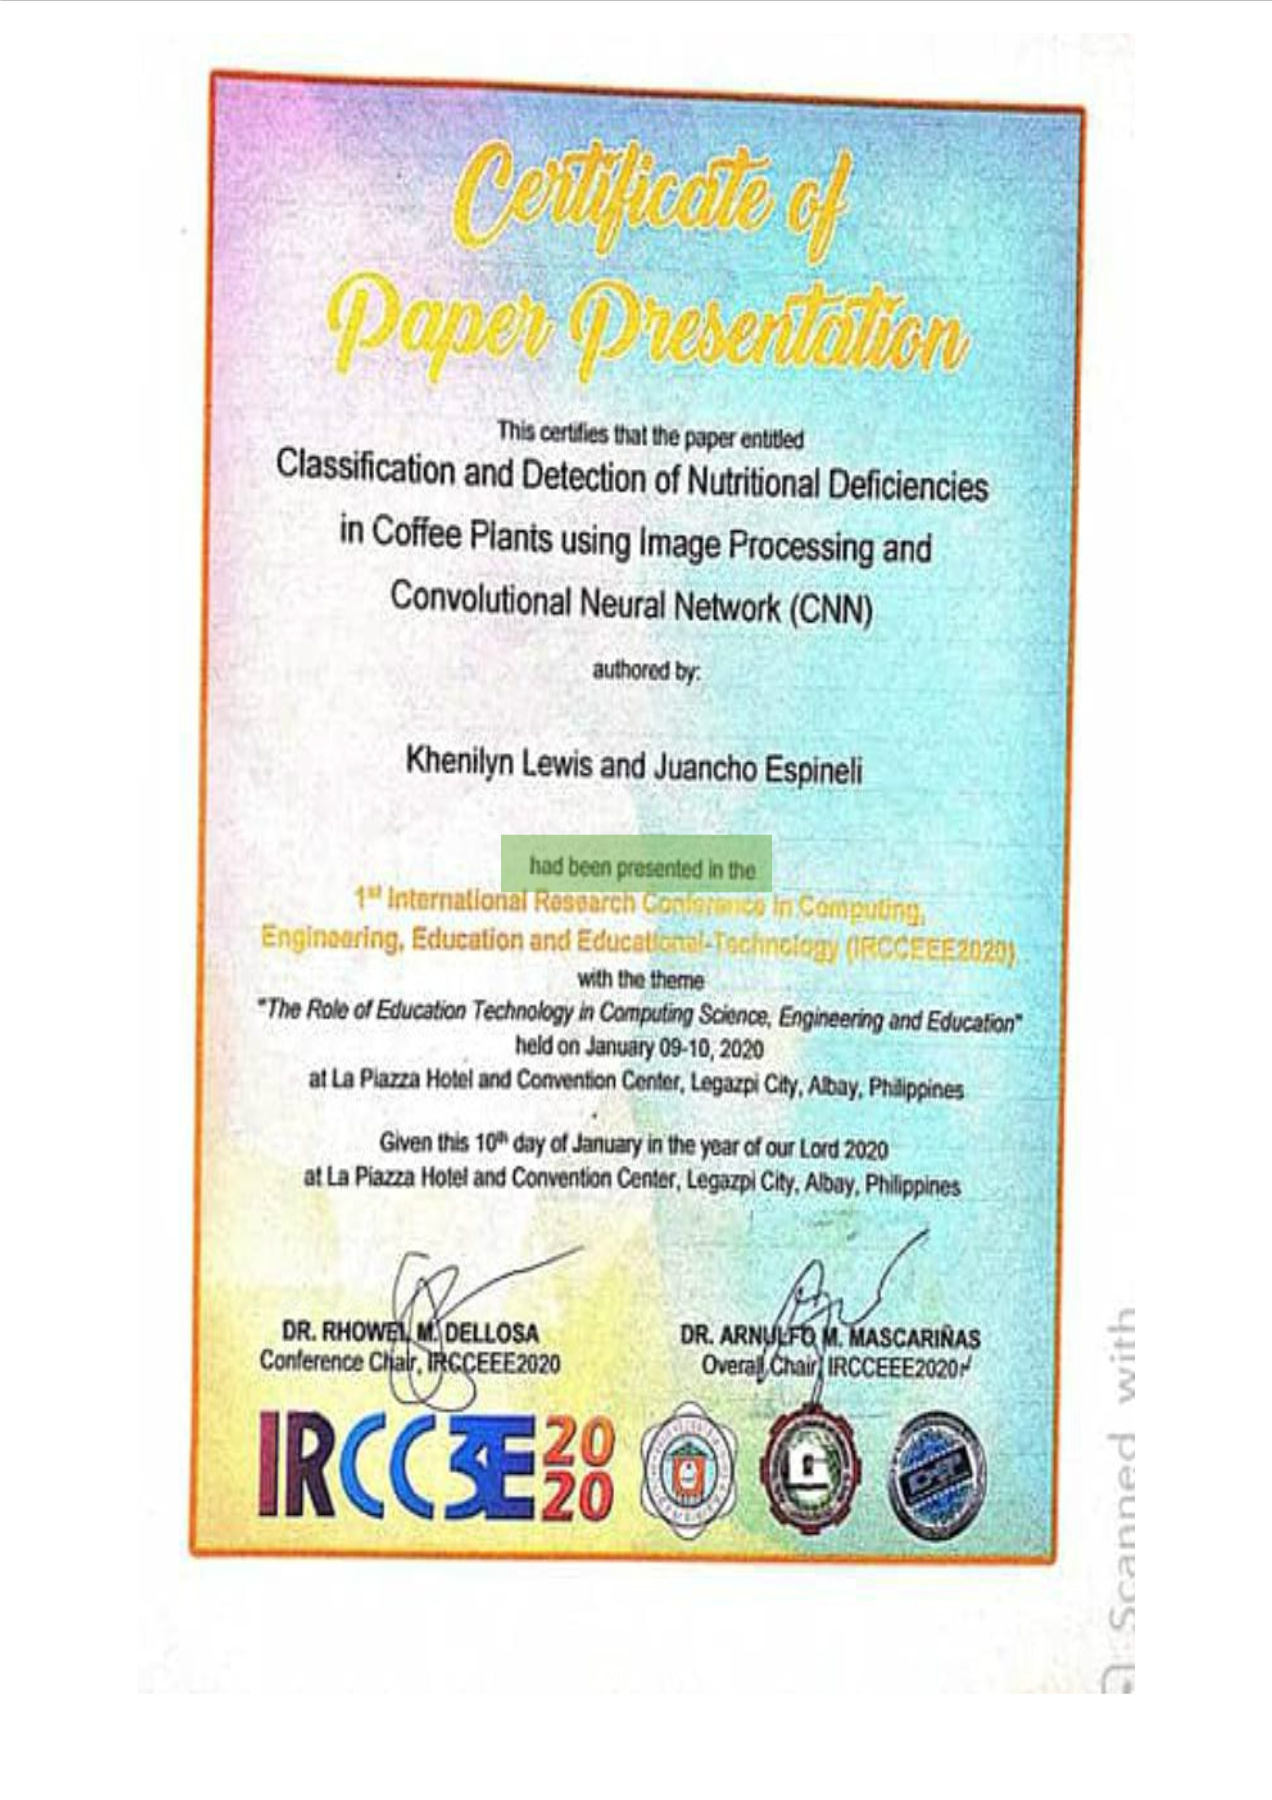 Certificate of
Paper Presentation
This certifies that the paper entitled
Classification and Detection of Nutritional Deficiencies
in Coffee Plants using Image Processing and
Convolutional Neural Network (CNN)
authored by:
Khenilyn Lewis and Juancho Espineli
had been presented in the
1st International Research Conference in Computing,
Engineering, Education and Educational-Technology (IRCCEEE2020)
with the theme
"The Role of Education Technology in Computing Science, Engineering and Education"
held on January 09-10, 2020
at La Piazza Hotel and Convention Center, Legazpi City, Albay, Philippines
Given this 10th day of January in the year of our Lord 2020
at La Piazza Hotel and Convention Center, Legazpi City, Albay, Philippines
DR. RHOWEL M. DELLOSA
Conference Chair, IRCCEEE2020
DR. ARNULFO M. MASCARIÑAS
Overall Chair, IRCCEEE2020
IRCC3E 2020
Scanned with